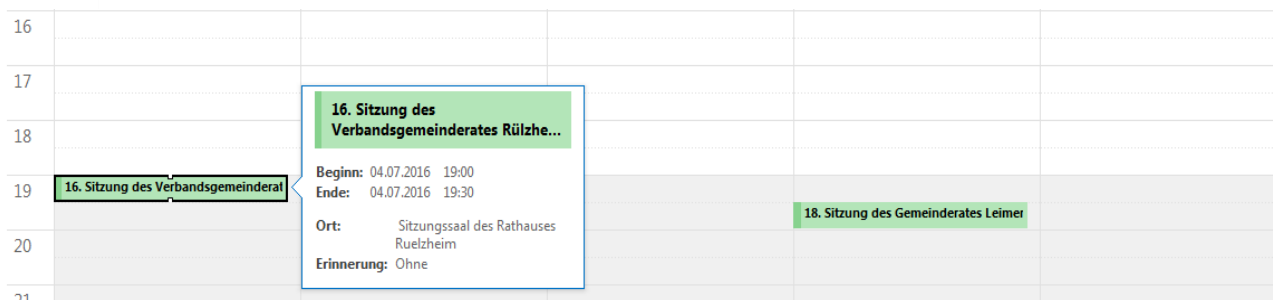 16
17
16. Sitzung des
Verbandsgemeinderates Rülzhe...
18
Beginn: 04.07.2016 19:00
19
16. Sitzung des Verbandsgemeinderat
Ende: 04.07.2016 19:30
18. Sitzung des Gemeinderates Leimer
Ort: Sitzungssaal des Rathauses
Ruelzheim
20
Erinnerung: Ohne
21